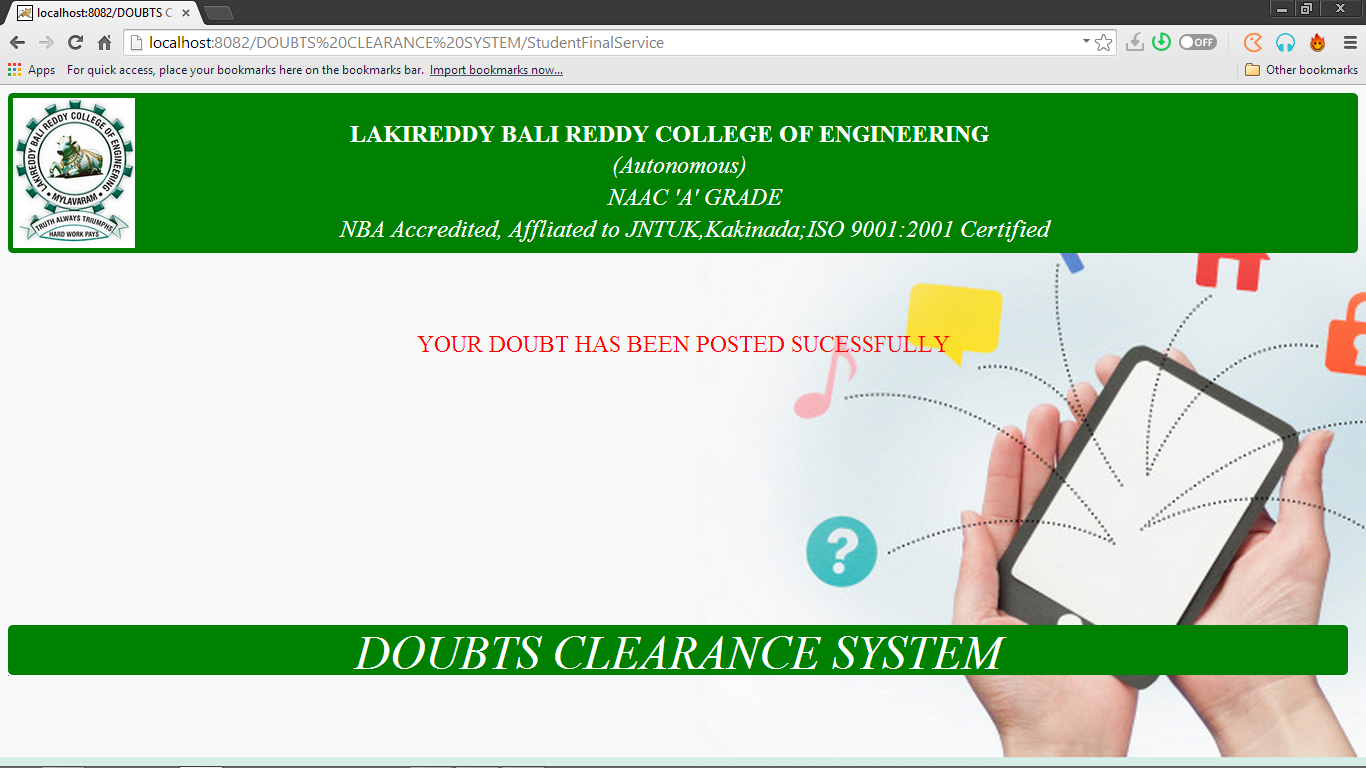 localhost:8082/DOUBTS C
localhost:8082/DOUBTS%20CLEARANCE%20SYSTEM/StudentFinalService
OFF
Apps For quick access, place your bookmarks here on the bookmarks bar. Import bookmarks now... Other bookmarks
LAKIREDDY BALI REDDY COLLEGE OF ENGINEERING
MYLAVARAM
TRUTH ALWAYS TRIUMPHS
HARD WORK PAYS
LAKIREDDY BALI REDDY COLLEGE OF ENGINEERING
(Autonomous)
NAAC 'A' GRADE
NBA Accredited, Affliated to JNTUK,Kakinada;ISO 9001:2001 Certified
YOUR DOUBT HAS BEEN POSTED SUCESSFULLY
?
DOUBTS CLEARANCE SYSTEM